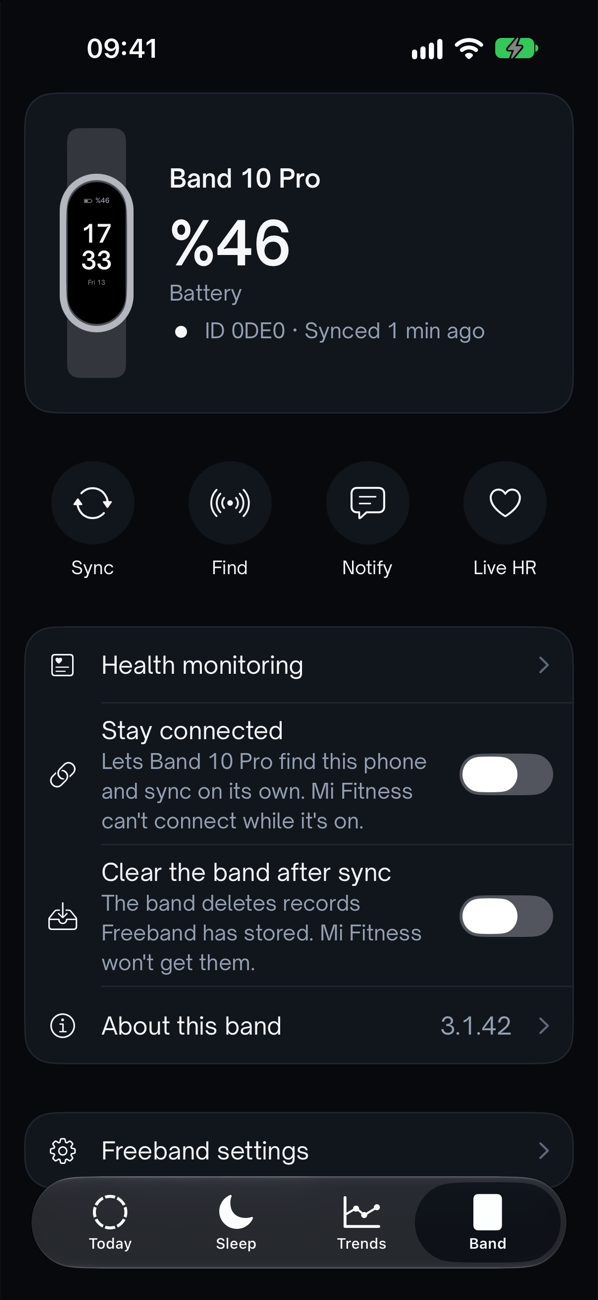 09:41
%46
17
33
Fri 13
Band 10 Pro
%46
Battery
ID 0DE0 · Synced 1 min ago
Sync
Find
Notify
Live HR
Health monitoring
Stay connected
Lets Band 10 Pro find this phone
and sync on its own. Mi Fitness
can't connect while it's on.
Clear the band after sync
The band deletes records
Freeband has stored. Mi Fitness
won't get them.
About this band
3.1.42
Freeband settings
Today
Sleep
Trends
Band